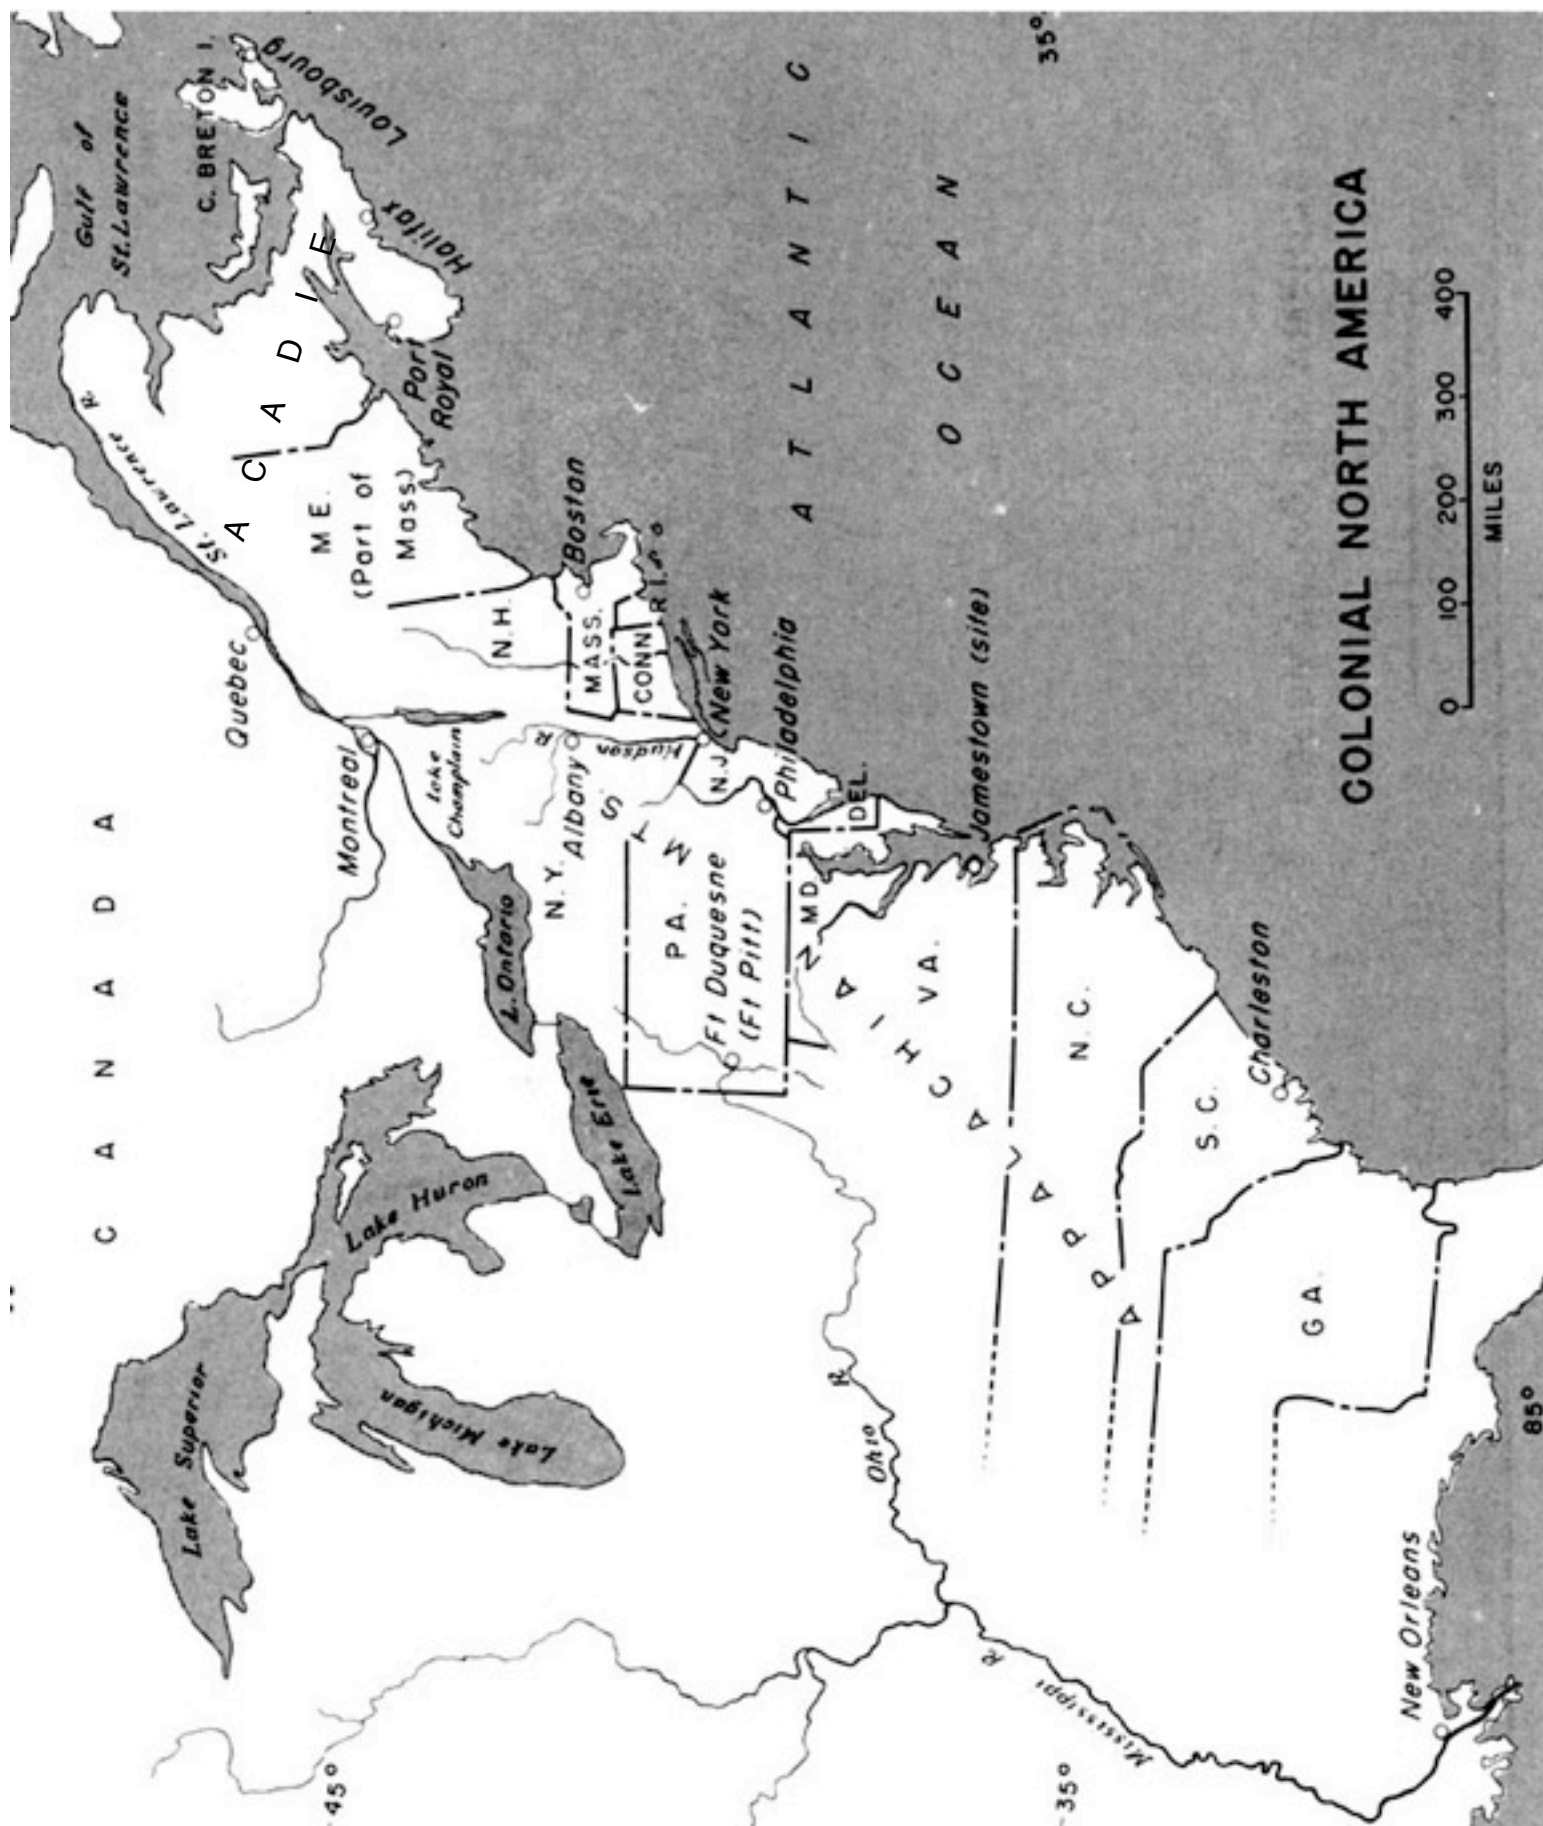 COLONIAL NORTH AMERICA
0 100 200 300 400
MILES
CANADA
Gulf of
St. Lawrence
C. BRETON I.
Louisbourg
Halifax
Port
Royal
ACADIE
St. Lawrence R.
Quebec
Montreal
Lake
Champlain
ME.
(Part of
Mass)
N.H.
MASS.
Boston
CONN
R.I.
N.Y.
Albany
Hudson R
New York
N.J.
Philadelphia
PA.
Ft Duquesne
(Ft Pitt)
DEL.
MD
VA.
Jamestown (site)
N.C.
S.C.
Charleston
GA.
APPALACHIAN MTS
ATLANTIC
OCEAN
L. Ontario
Lake Erie
Lake Huron
Lake Michigan
Lake Superior
Ohio R.
Mississippi R.
New Orleans
45°
35°
35°
85°